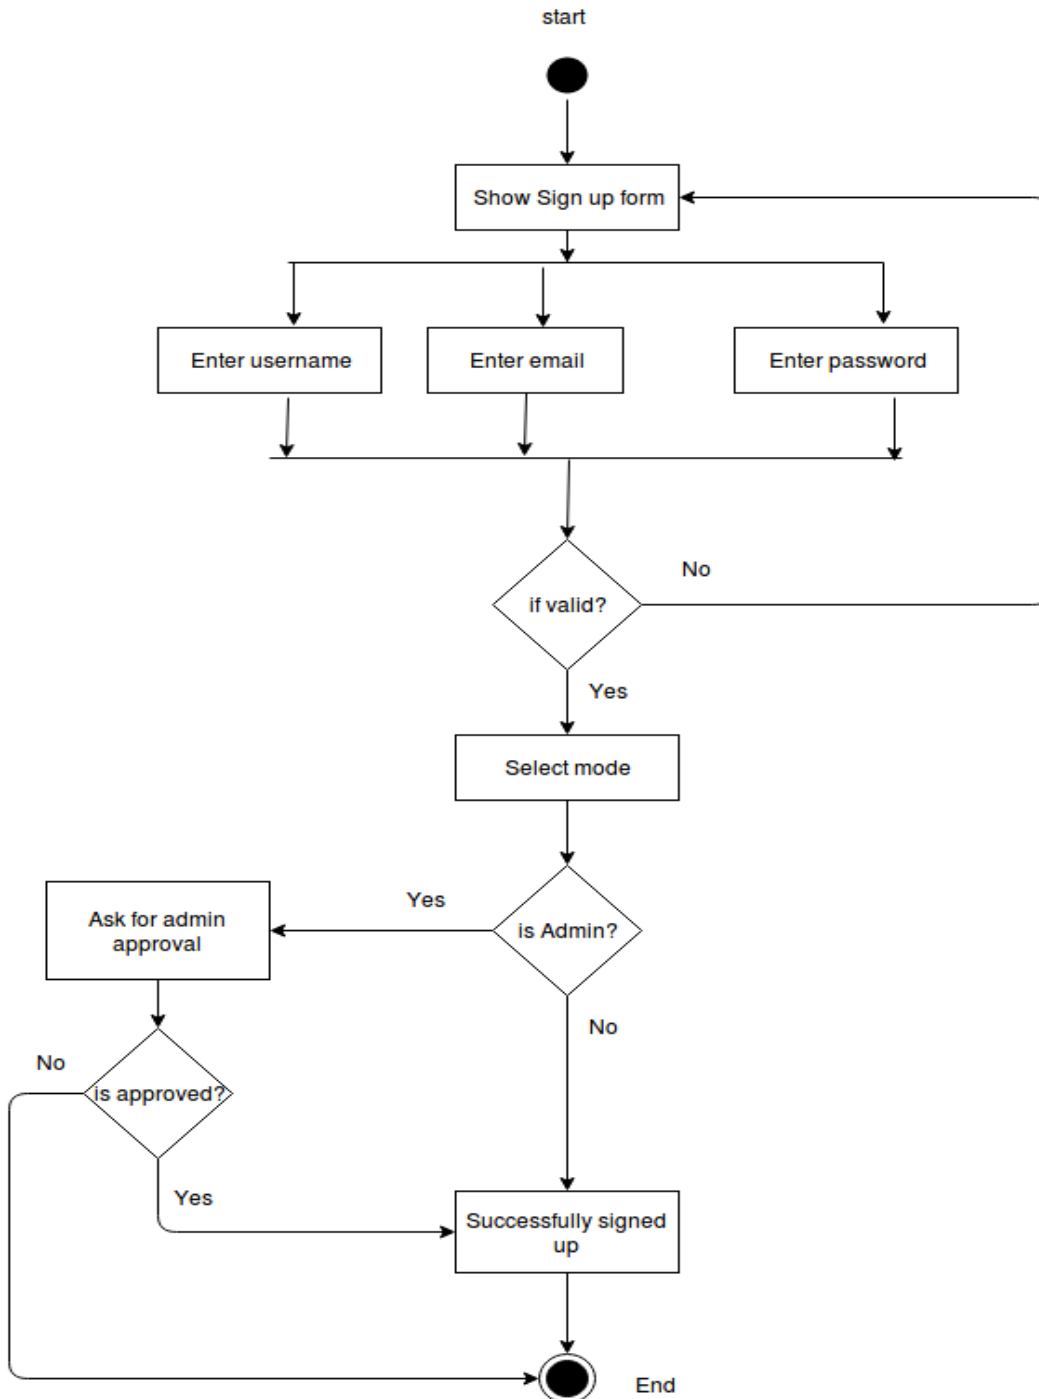 start
Show Sign up form
Enter username
Enter email
Enter password
if valid?
No
Yes
Select mode
Yes
is Admin?
Ask for admin
approval
No
No
is approved?
Yes
Successfully signed
up
End